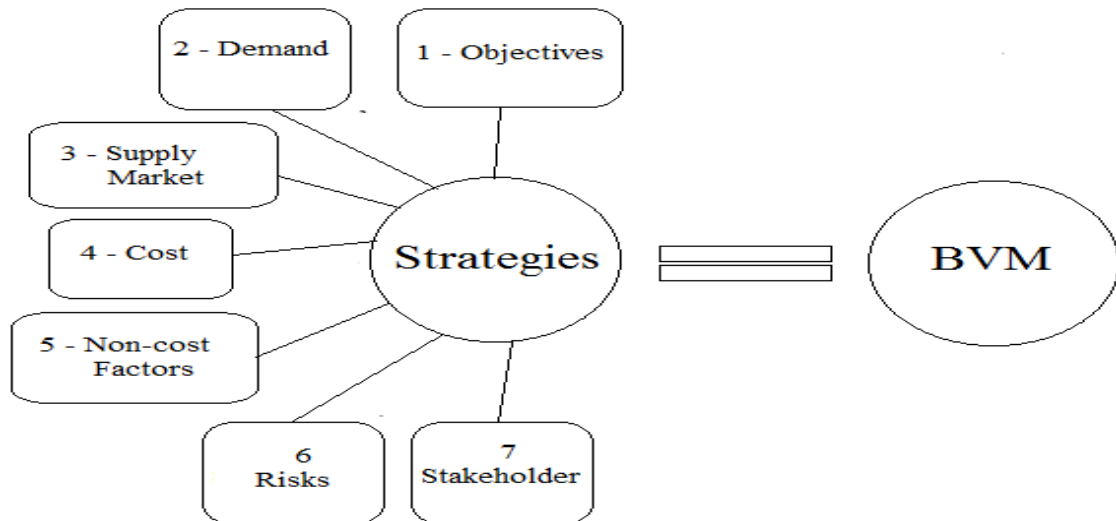 1 - Objectives
2 - Demand
3 - Supply
Market
4 - Cost
5 - Non-cost
Factors
6
Risks
7
Stakeholder
Strategies
BVM